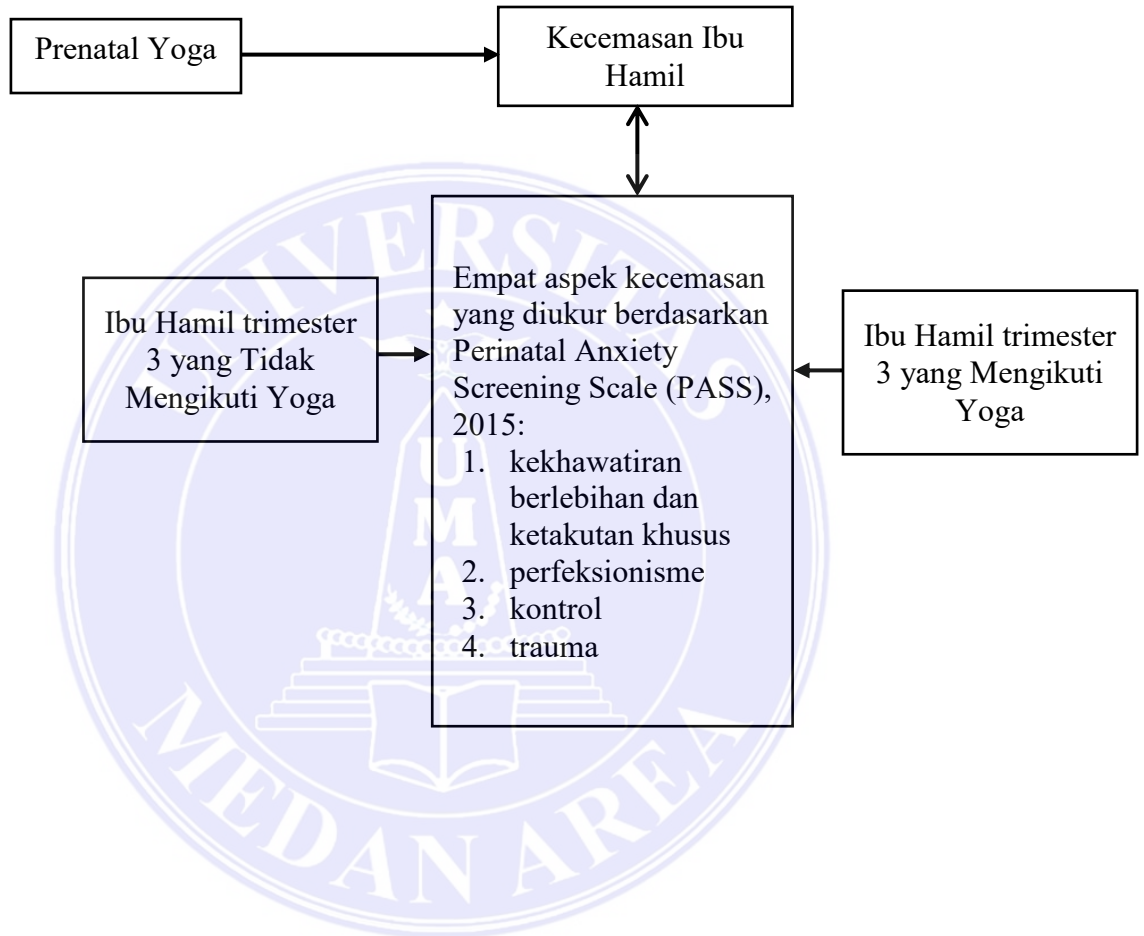 Prenatal Yoga
Kecemasan Ibu
Hamil
Ibu Hamil trimester
3 yang Tidak
Mengikuti Yoga
Empat aspek kecemasan
yang diukur berdasarkan
Perinatal Anxiety
Screening Scale (PASS),
2015:
1. kekhawatiran
berlebihan dan
ketakutan khusus
2. perfeksionisme
3. kontrol
4. trauma
Ibu Hamil trimester
3 yang Mengikuti
Yoga
UNIVERSITAS
UMA
MEDAN AREA